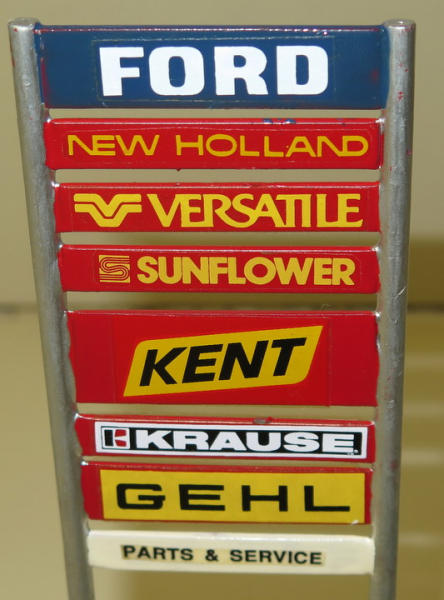 FORD
NEW HOLLAND
VERSATILE
SUNFLOWER
KENT
KRAUSE
GEHL
PARTS & SERVICE